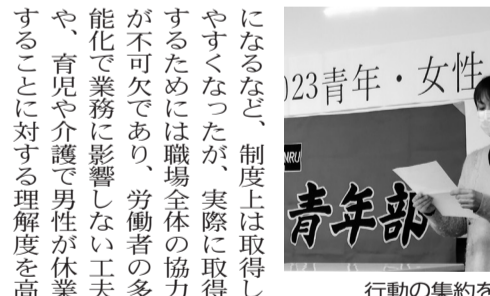 になるなど、制度上は取得し
やすくなったが、実際に取得
するためには職場全体の協力
が不可欠であり、労働者の多
能化で業務に影響しない工夫
や、育児や介護で男性が休業
することに対する理解度を高
023青年・女性
NRU
青年部
行動の集約を